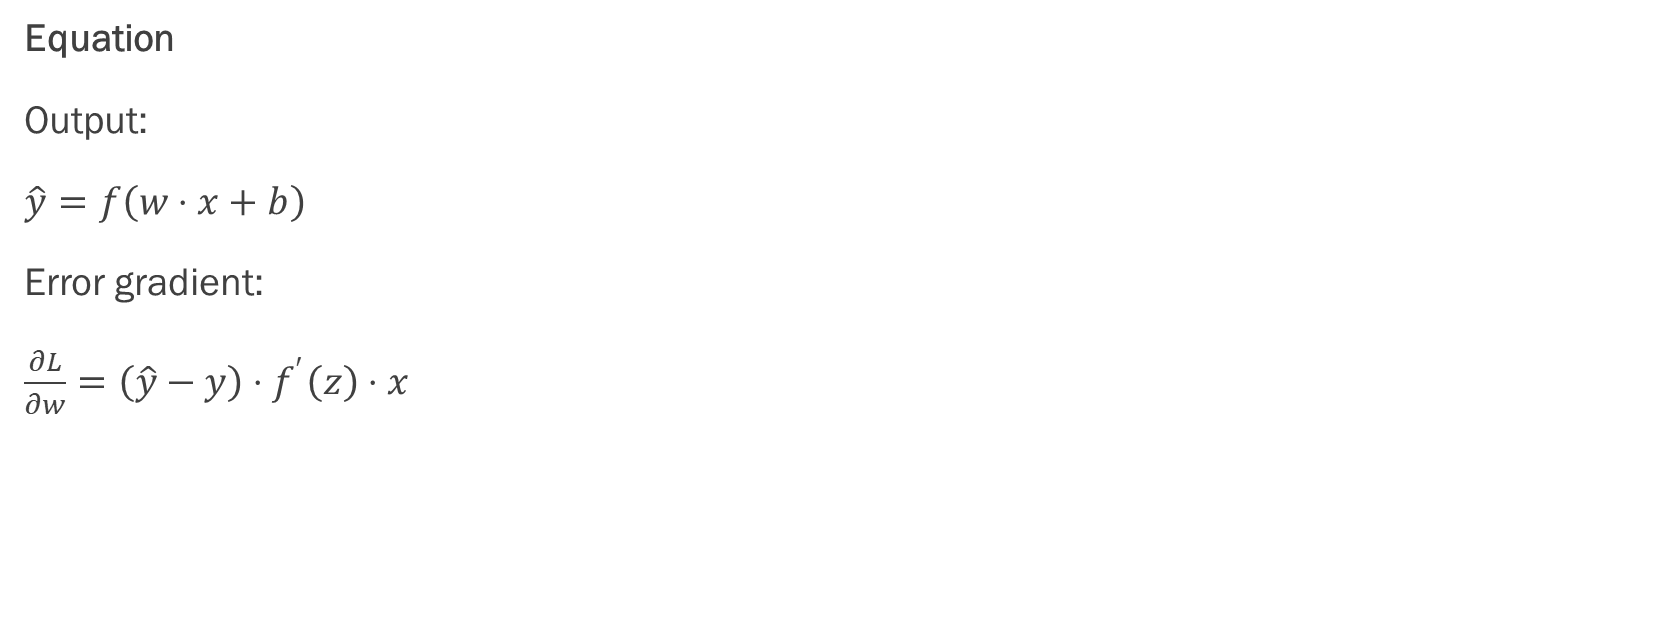 Equation
Output:
ŷ = f(w · x + b)
Error gradient:
∂L/∂w = (ŷ − y) · f′(z) · x